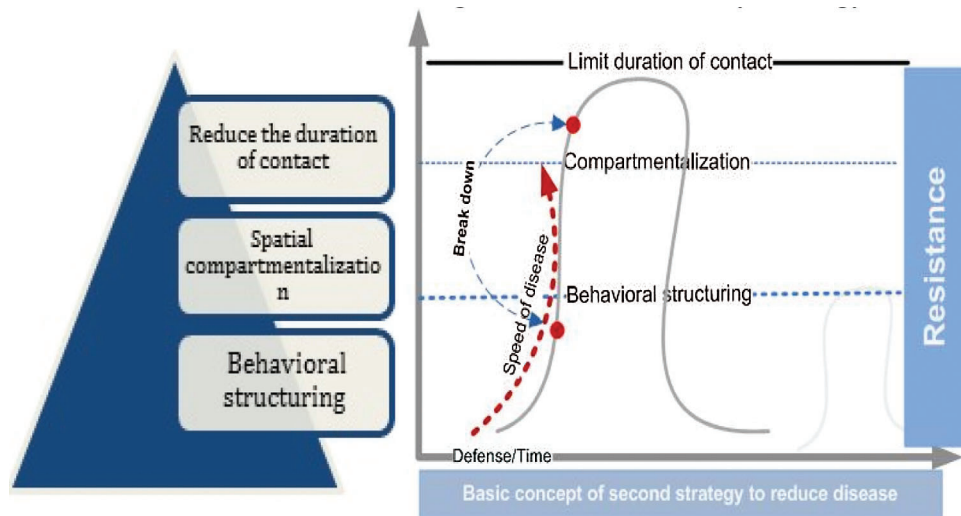 Reduce the duration
of contact
Spatial
compartmentalizatio
n
Behavioral
structuring
Limit duration of contact
Compartmentalization
Break down
Speed of disease
Behavioral structuring
Resistance
Defense/Time
Basic concept of second strategy to reduce disease